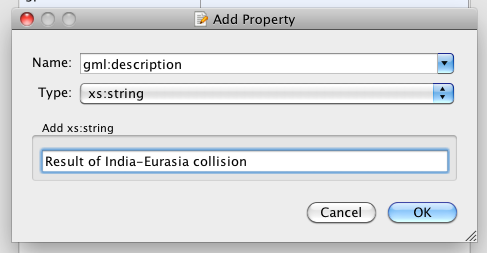 Add Property
Name: gml:description
Type: xs:string
Add xs:string
Result of India-Eurasia collision
Cancel OK